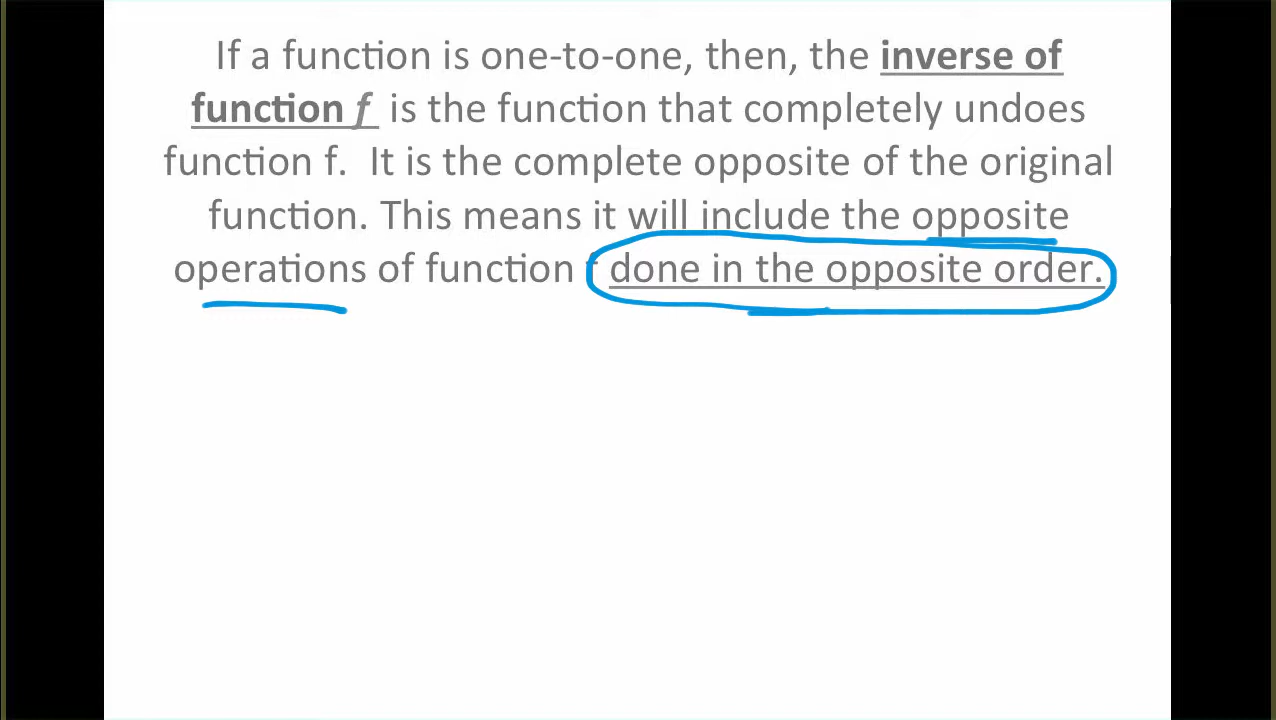 If a function is one-to-one, then, the inverse of
function f is the function that completely undoes
function f. It is the complete opposite of the original
function. This means it will include the opposite
operations of function f done in the opposite order.